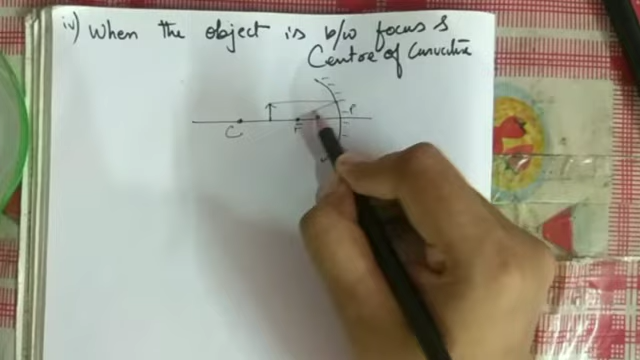 iv) When the object is b/w focus &
Centre of Curvature
C F P